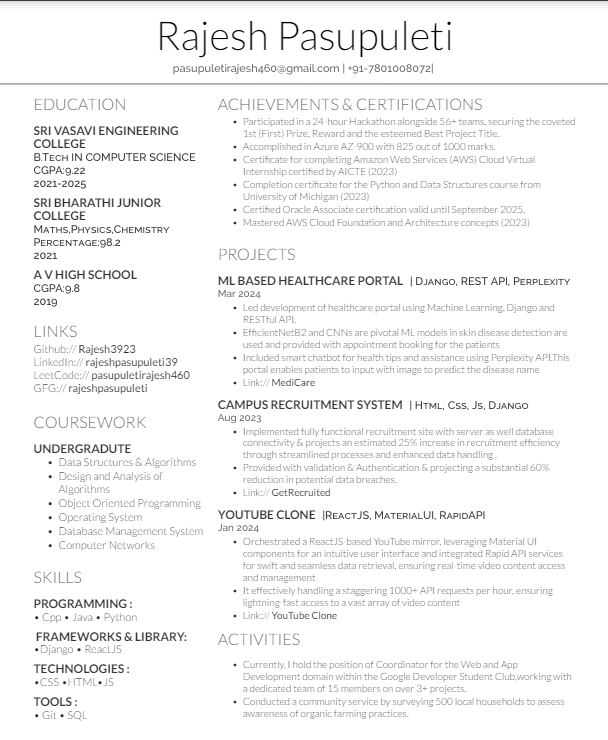 Rajesh Pasupuleti
pasupuletirajesh460@gmail.com | +91-7801008072|
EDUCATION
SRI VASAVI ENGINEERING
COLLEGE
B.Tech IN COMPUTER SCIENCE
CGPA:9.22
2021-2025
SRI BHARATHI JUNIOR
COLLEGE
Maths,Physics,Chemistry
Percentage:98.2
2021
A V HIGH SCHOOL
CGPA:9.8
2019
LINKS
Github:// Rajesh3923
LinkedIn:// rajeshpasupuleti39
LeetCode:// pasupuletirajesh460
GFG:// rajeshpasupuleti
COURSEWORK
UNDERGRADUTE
• Data Structures & Algorithms
• Design and Analysis of
Algorithms
• Object Oriented Programming
• Operating System
• Database Management System
• Computer Networks
SKILLS
PROGRAMMING :
• Cpp • Java • Python
FRAMEWORKS & LIBRARY:
•Django • ReactJS
TECHNOLOGIES :
•CSS •HTML•JS
TOOLS :
• Git • SQL
ACHIEVEMENTS & CERTIFICATIONS
• Participated in a 24-hour Hackathon alongside 56+ teams, securing the coveted
1st (First) Prize, Reward and the esteemed Best Project Title.
• Accomplished in Azure AZ-900 with 825 out of 1000 marks.
• Certificate for completing Amazon Web Services (AWS) Cloud Virtual
Internship certified by AICTE (2023)
• Completion certificate for the Python and Data Structures course from
University of Michigan (2023)
• Certified Oracle Associate certification valid until September 2025.
• Mastered AWS Cloud Foundation and Architecture concepts (2023)
PROJECTS
ML BASED HEALTHCARE PORTAL | Django, REST API, Perplexity
Mar 2024
• Led development of healthcare portal using Machine Learning, Django and
RESTful API.
• EfficientNetB2 and CNNs are pivotal ML models in skin disease detection are
used and provided with appointment booking for the patients
• Included smart chatbot for health tips and assistance using Perplexity API.This
portal enables patients to input with image to predict the disease name
• Link:// MediCare
CAMPUS RECRUITMENT SYSTEM | Html, Css, Js, Django
Aug 2023
• Implemented fully functional recruitment site with server as well database
connectivity & projects an estimated 25% increase in recruitment efficiency
through streamlined processes and enhanced data handling .
• Provided with validation & Authentication & projecting a substantial 60%
reduction in potential data breaches.
• Link:// GetRecruited
YOUTUBE CLONE |ReactJS, MaterialUI, RapidAPI
Jan 2024
• Orchestrated a ReactJS-based YouTube mirror, leveraging Material UI
components for an intuitive user interface and integrated Rapid API services
for swift and seamless data retrieval, ensuring real-time video content access
and management
• It effectively handling a staggering 1000+ API requests per hour, ensuring
lightning-fast access to a vast array of video content
• Link:// YouTube Clone
ACTIVITIES
• Currently, I hold the position of Coordinator for the Web and App
Development domain within the Google Developer Student Club,working with
a dedicated team of 15 members on over 3+ projects.
• Conducted a community service by surveying 500 local households to assess
awareness of organic farming practices.